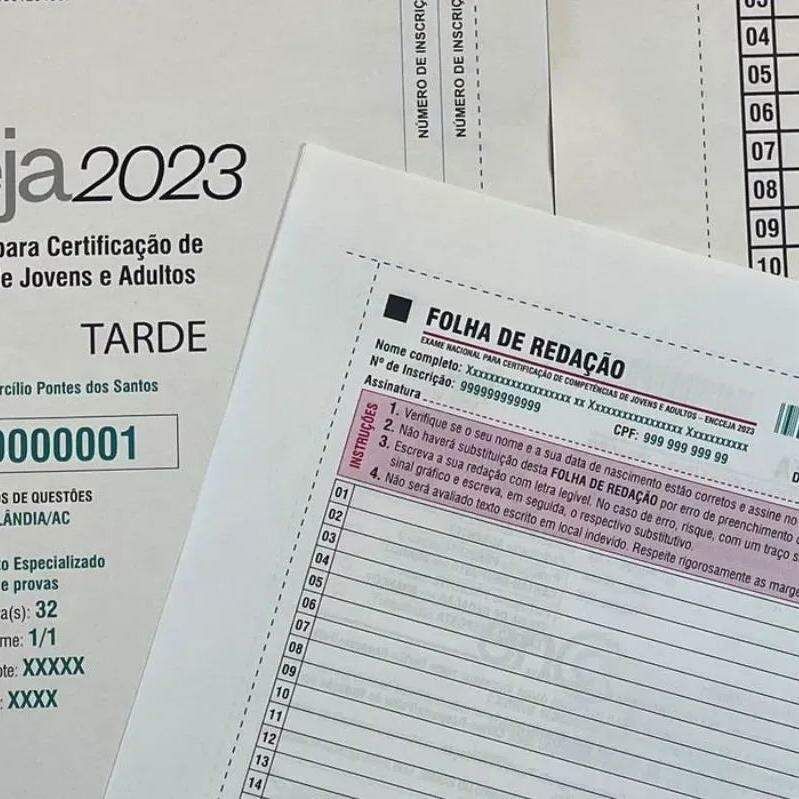 ja2023
para Certificação de
e Jovens e Adultos
TARDE
rcílio Pontes dos Santos
0000001
S DE QUESTÕES
LÂNDIA/AC
o Especializado
e provas
a(s): 32
me: 1/1
ote: XXXXX
: XXXX
NÚMERO DE INSCRIÇ
NÚMERO DE INSCRIÇ
03
04
05
06
07
08
09
10
FOLHA DE REDAÇÃO
EXAME NACIONAL PARA CERTIFICAÇÃO DE COMPETÊNCIAS DE JOVENS E ADULTOS – ENCCEJA 2023
Nome completo: Xxxxxxxxxxxxxxxxxx xx Xxxxxxxxxxxxxxxx Xxxxxxxxxxx
Nº de Inscrição: 999999999999
CPF: 999 999 999 99
Assinatura
INSTRUÇÕES
1. Verifique se o seu nome e a sua data de nascimento estão corretos e assine no
2. Não haverá substituição desta FOLHA DE REDAÇÃO por erro de preenchimento
3. Escreva a sua redação com letra legível. No caso de erro, risque, com um traço s
sinal gráfico e escreva, em seguida, o respectivo substitutivo.
4. Não será avaliado texto escrito em local indevido. Respeite rigorosamente as marge
01
02
03
04
05
06
07
08
09
10
11
12
13
14